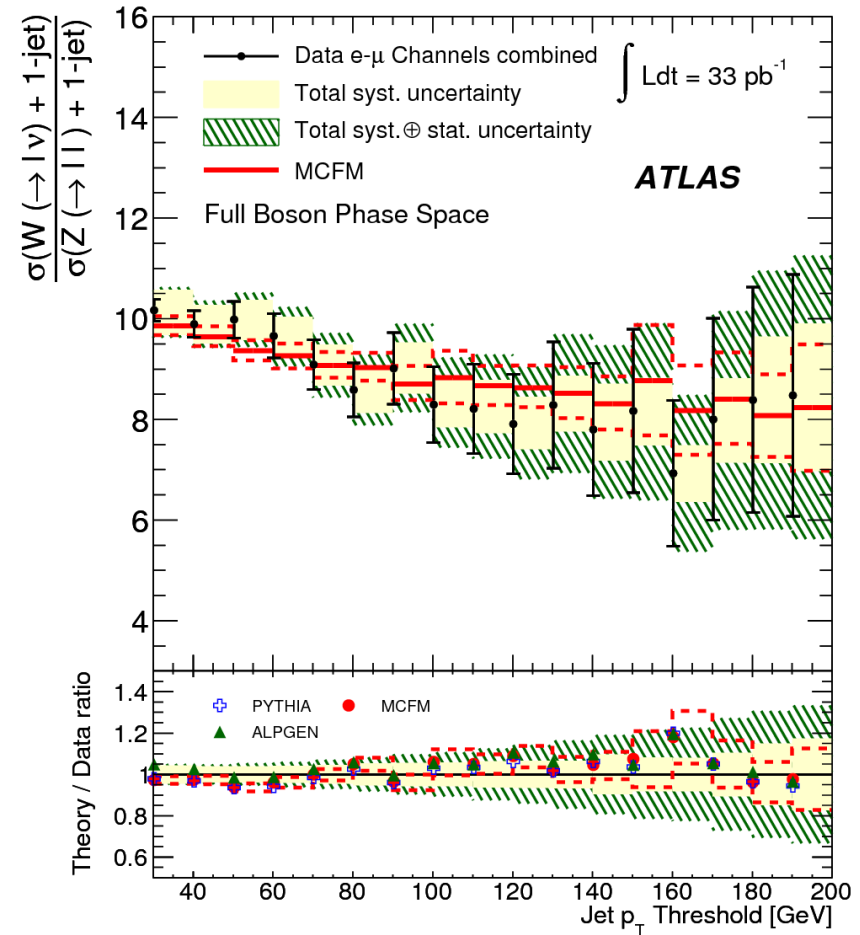 σ(W (→ l ν) + 1-jet)
σ(Z (→ l l ) + 1-jet)
16
14
12
10
8
6
4
Data e-μ Channels combined
Total syst. uncertainty
Total syst.⊕ stat. uncertainty
MCFM
Full Boson Phase Space
∫ Ldt = 33 pb⁻¹
ATLAS
Theory / Data ratio
1.4
1.2
1
0.8
0.6
PYTHIA
MCFM
ALPGEN
40 60 80 100 120 140 160 180 200
Jet p_T Threshold [GeV]